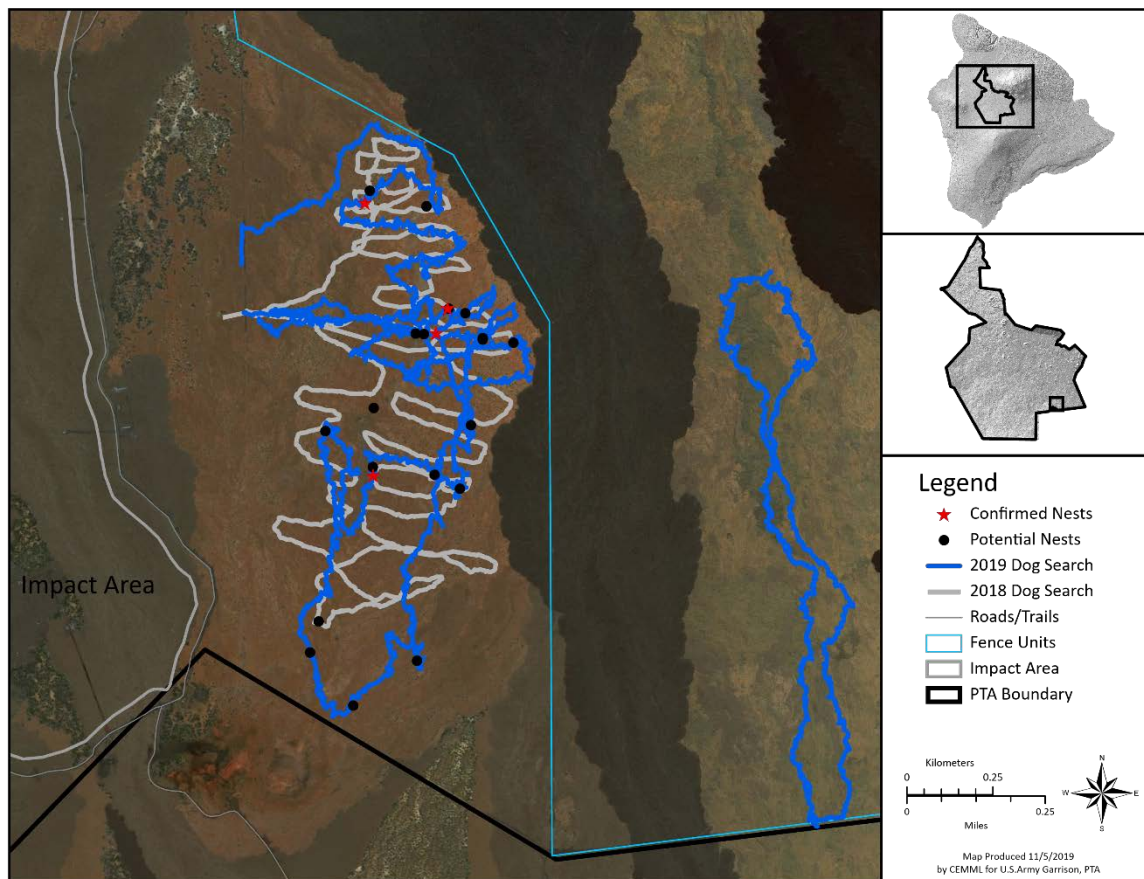 Impact Area
Legend
Confirmed Nests
Potential Nests
2019 Dog Search
2018 Dog Search
Roads/Trails
Fence Units
Impact Area
PTA Boundary
Kilometers
0 0.25
0 0.25
Miles
N
W E
S
Map Produced 11/5/2019
by CEMML for U.S.Army Garrison, PTA